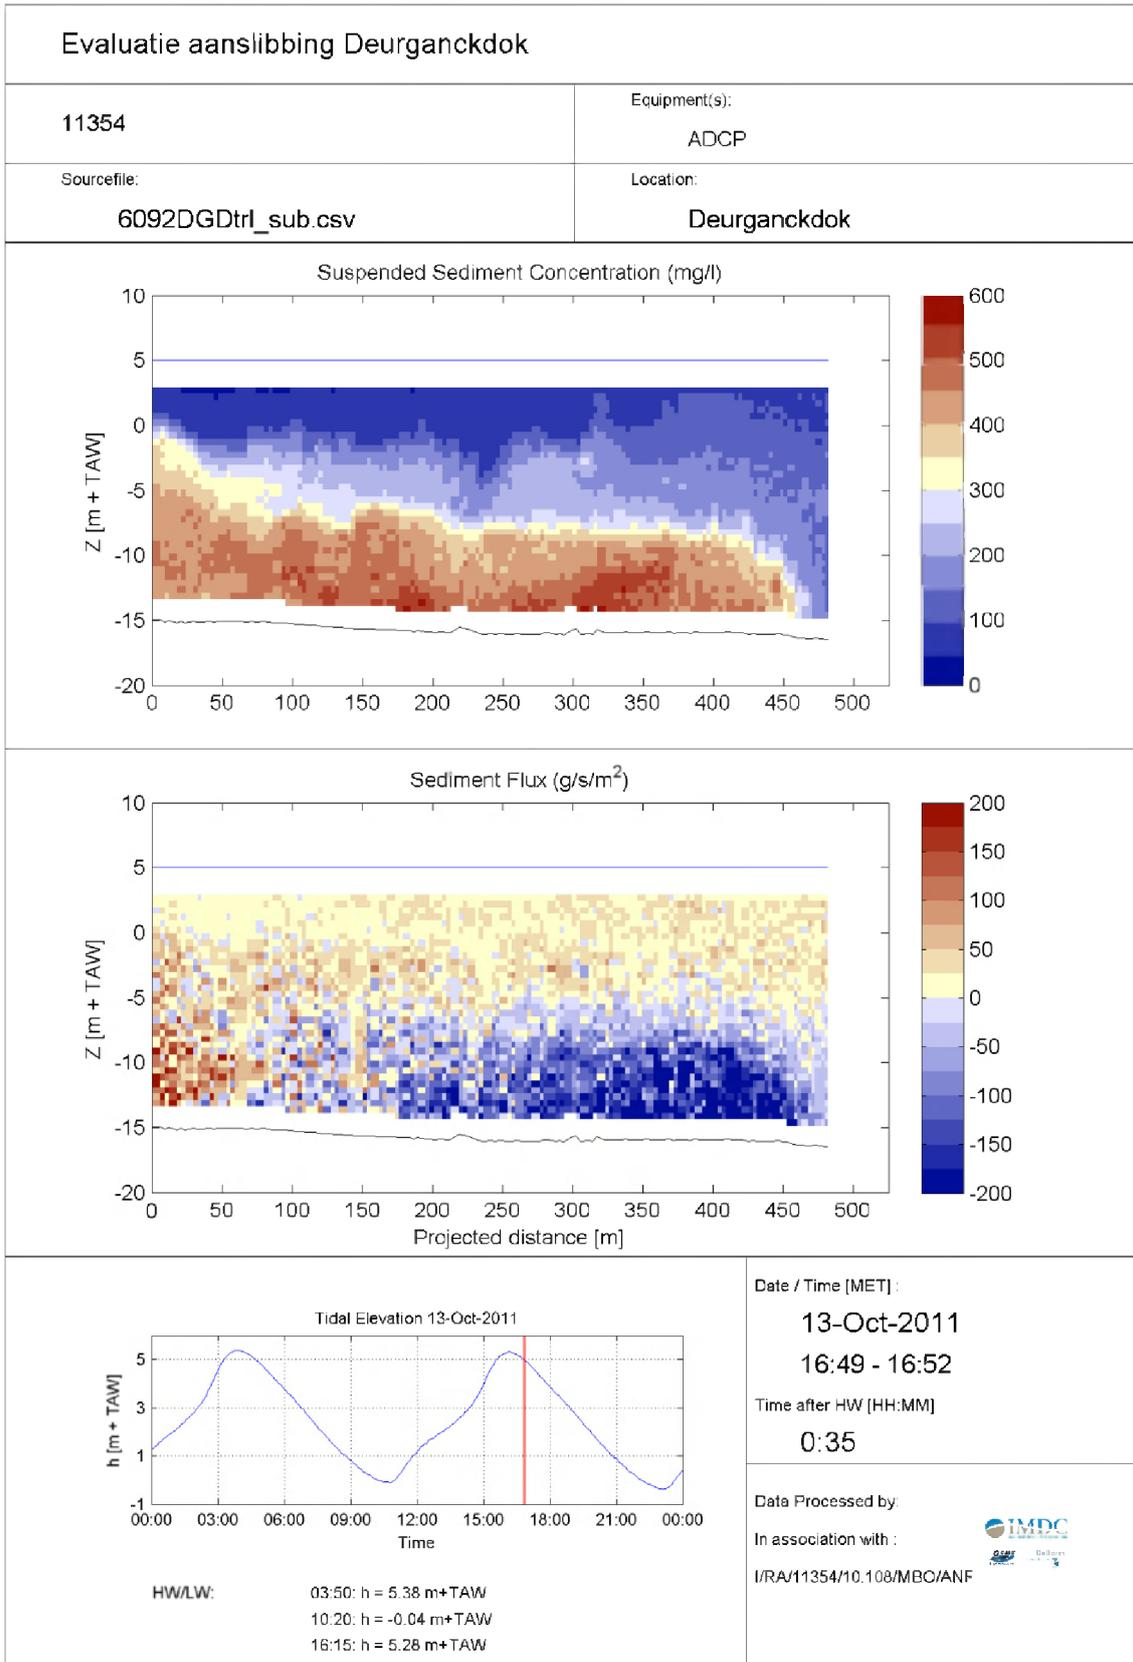 Evaluatie aanslibbing Deurganckdok
11354
Equipment(s):
ADCP
Sourcefile:
6092DGDtrl_sub.csv
Location:
Deurganckdok
Suspended Sediment Concentration (mg/l)
10
5
0
-5
-10
-15
-20
Z [m + TAW]
0 50 100 150 200 250 300 350 400 450 500
600
500
400
300
200
100
0
Sediment Flux (g/s/m²)
10
5
0
-5
-10
-15
-20
Z [m + TAW]
0 50 100 150 200 250 300 350 400 450 500
Projected distance [m]
200
150
100
50
0
-50
-100
-150
-200
Tidal Elevation 13-Oct-2011
5
3
1
-1
h [m + TAW]
00:00 03:00 06:00 09:00 12:00 15:00 18:00 21:00 00:00
Time
HW/LW:
03:50: h = 5.38 m+TAW
10:20: h = -0.04 m+TAW
16:15: h = 5.28 m+TAW
Date / Time [MET] :
13-Oct-2011
16:49 - 16:52
Time after HW [HH:MM]
0:35
Data Processed by:
IMDC
In association with :
Deltares
I/RA/11354/10.108/MBO/ANF